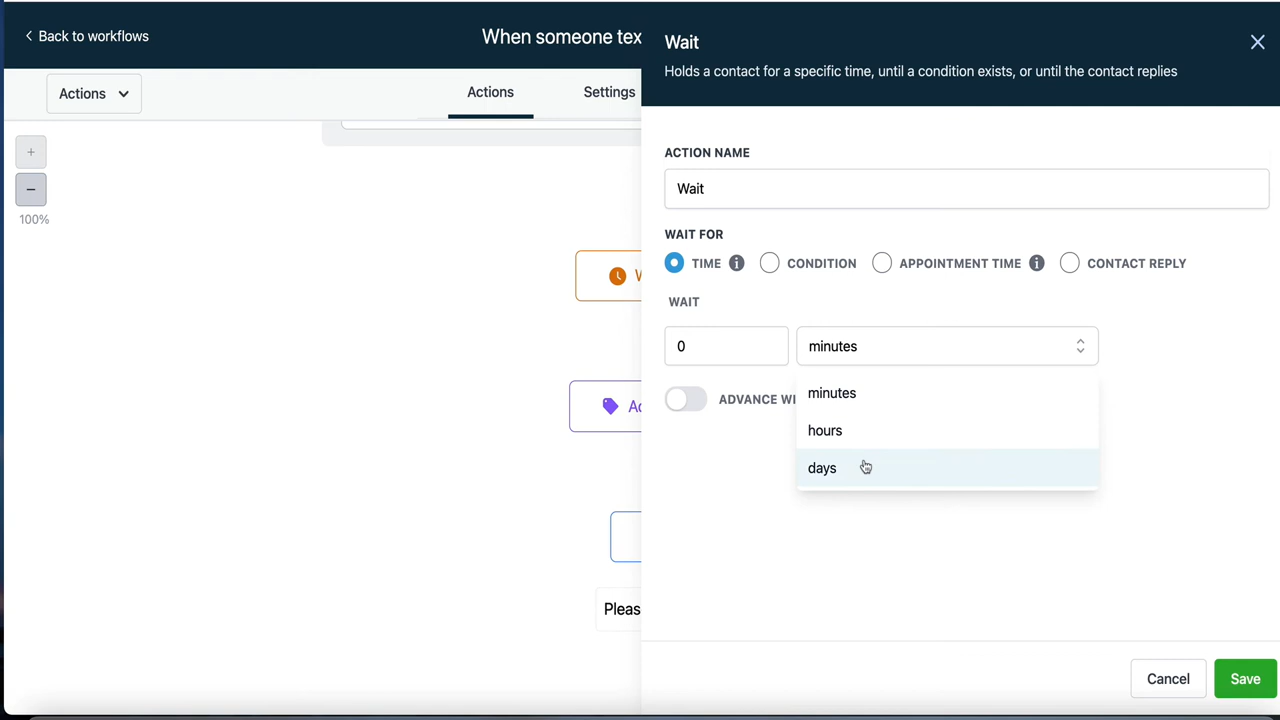 Back to workflows
When someone tex
Actions
Actions
Settings
100%
Pleas
Wait
Holds a contact for a specific time, until a condition exists, or until the contact replies
ACTION NAME
Wait
WAIT FOR
TIME CONDITION APPOINTMENT TIME CONTACT REPLY
WAIT
0 minutes
ADVANCE WI
minutes
hours
days
Cancel Save